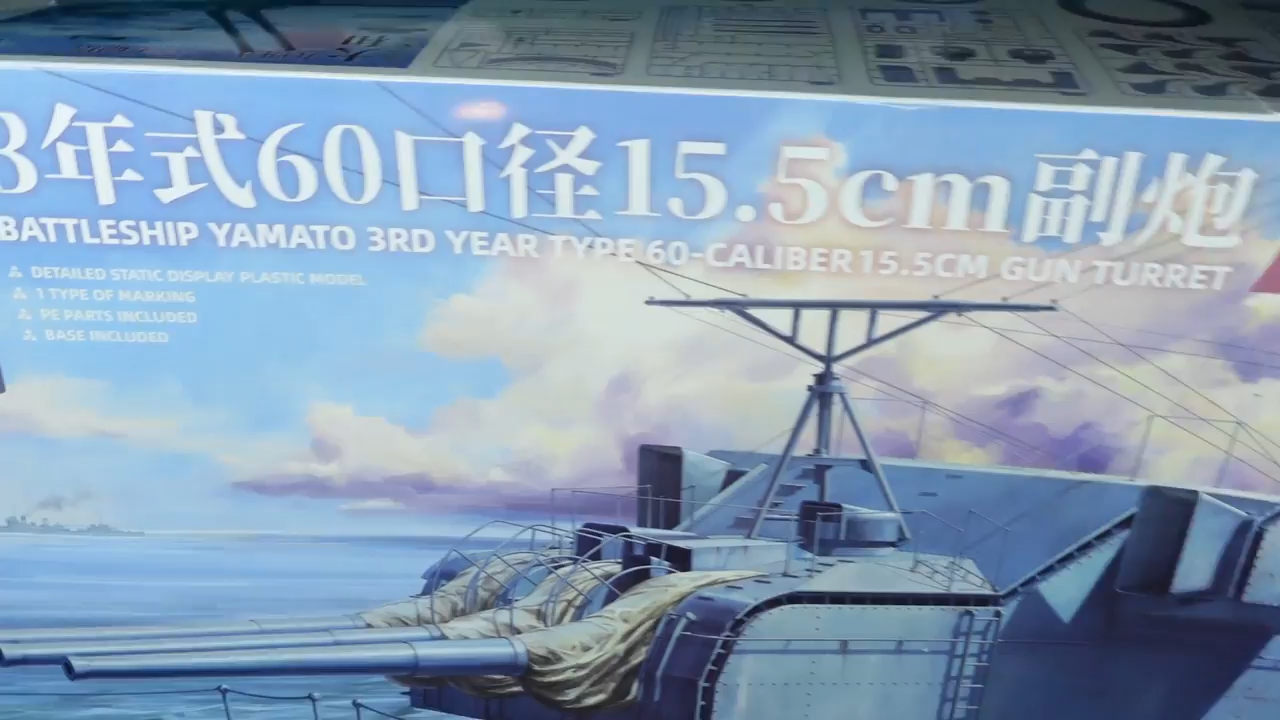 3年式60口径15.5cm副炮
BATTLESHIP YAMATO 3RD YEAR TYPE 60-CALIBER 15.5CM GUN TURRET
DETAILED STATIC DISPLAY PLASTIC MODEL
1 TYPE OF MARKING
PE PARTS INCLUDED
BASE INCLUDED